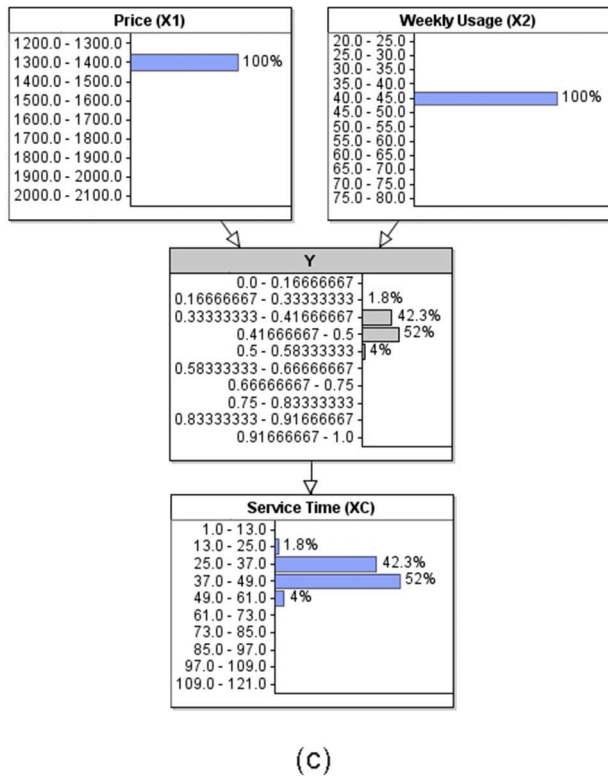 Price (X1)
1200.0 - 1300.0
1300.0 - 1400.0
100%
1400.0 - 1500.0
1500.0 - 1600.0
1600.0 - 1700.0
1700.0 - 1800.0
1800.0 - 1900.0
1900.0 - 2000.0
2000.0 - 2100.0
Weekly Usage (X2)
20.0 - 25.0
25.0 - 30.0
30.0 - 35.0
35.0 - 40.0
40.0 - 45.0
100%
45.0 - 50.0
50.0 - 55.0
55.0 - 60.0
60.0 - 65.0
65.0 - 70.0
70.0 - 75.0
75.0 - 80.0
Y
0.0 - 0.16666667
0.16666667 - 0.33333333
1.8%
0.33333333 - 0.41666667
42.3%
0.41666667 - 0.5
52%
0.5 - 0.58333333
4%
0.58333333 - 0.66666667
0.66666667 - 0.75
0.75 - 0.83333333
0.83333333 - 0.91666667
0.91666667 - 1.0
Service Time (XC)
1.0 - 13.0
13.0 - 25.0
1.8%
25.0 - 37.0
42.3%
37.0 - 49.0
52%
49.0 - 61.0
4%
61.0 - 73.0
73.0 - 85.0
85.0 - 97.0
97.0 - 109.0
109.0 - 121.0
(c)